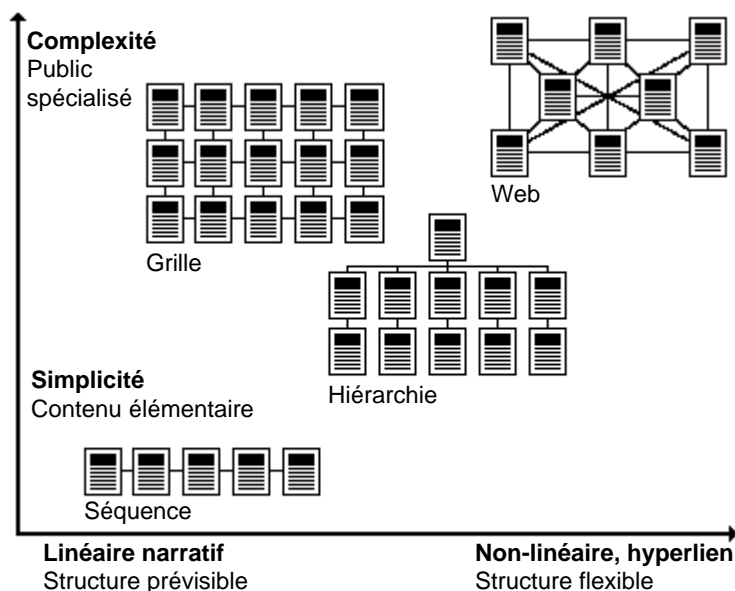 Complexité
Public
spécialisé
Web
Grille
Simplicité
Contenu élémentaire
Hiérarchie
Séquence
Linéaire narratif
Structure prévisible
Non-linéaire, hyperlien
Structure flexible